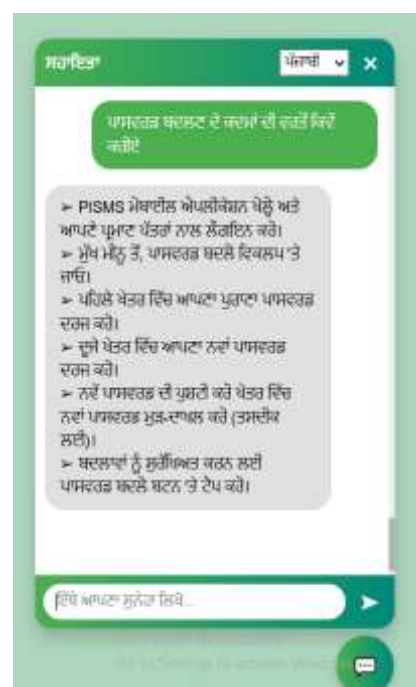 ਸਹਾਇਤਾ
ਪੰਜਾਬੀ
ਪਾਸਵਰਡ ਬਦਲਣ ਦੇ ਕਦਮਾਂ ਦੀ ਵਰਤੋਂ ਕਿਵੇਂ
ਕਰੀਏ
➢ PISMS ਮੋਬਾਈਲ ਐਪਲੀਕੇਸ਼ਨ ਖੋਲ੍ਹੋ ਅਤੇ
ਆਪਣੇ ਪ੍ਰਮਾਣ ਪੱਤਰਾਂ ਨਾਲ ਲੌਗਇਨ ਕਰੋ।
➢ ਮੁੱਖ ਮੀਨੂ ਤੋਂ, ਪਾਸਵਰਡ ਬਦਲੋ ਵਿਕਲਪ 'ਤੇ
ਜਾਓ।
➢ ਪਹਿਲੇ ਖੇਤਰ ਵਿੱਚ ਆਪਣਾ ਪੁਰਾਣਾ ਪਾਸਵਰਡ
ਦਰਜ ਕਰੋ।
➢ ਦੂਜੇ ਖੇਤਰ ਵਿੱਚ ਆਪਣਾ ਨਵਾਂ ਪਾਸਵਰਡ
ਦਰਜ ਕਰੋ।
➢ ਨਵੇਂ ਪਾਸਵਰਡ ਦੀ ਪੁਸ਼ਟੀ ਕਰੋ ਖੇਤਰ ਵਿੱਚ
ਨਵਾਂ ਪਾਸਵਰਡ ਮੁੜ-ਦਾਖਲ ਕਰੋ (ਤਸਦੀਕ
ਲਈ)।
➢ ਬਦਲਾਵਾਂ ਨੂੰ ਸੁਰੱਖਿਅਤ ਕਰਨ ਲਈ
ਪਾਸਵਰਡ ਬਦਲੋ ਬਟਨ 'ਤੇ ਟੈਪ ਕਰੋ।
ਇੱਥੇ ਆਪਣਾ ਸੁਨੇਹਾ ਲਿਖੋ...
Go to Settings to activate Windows